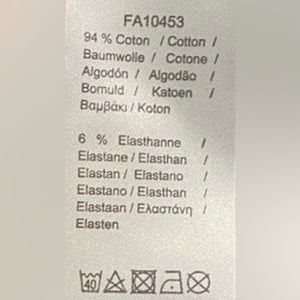 FA10453
94 % Coton / Cotton /
Baumwolle / Cotone /
Algodón / Algodão /
Bomuld / Katoen /
Βαμβάκι / Koton
6 % Elasthanne /
Elastane / Elasthan /
Elastan / Elastano /
Elastano / Elasthan /
Elastaan / Ελαστάνη /
Elasten
40